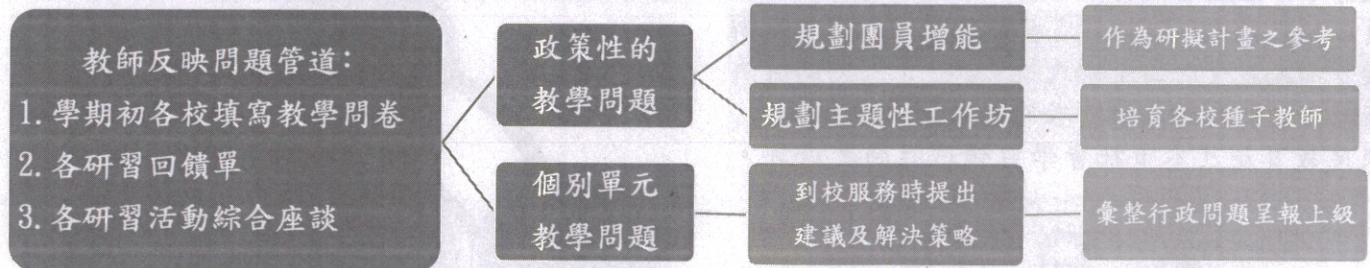 教師反映問題管道:
1.學期初各校填寫教學問卷
2.各研習回饋單
3.各研習活動綜合座談
政策性的
教學問題
個別單元
教學問題
規劃團員增能
規劃主題性工作坊
到校服務時提出
建議及解決策略
作為研擬計畫之參考
培育各校種子教師
彙整行政問題呈報上級